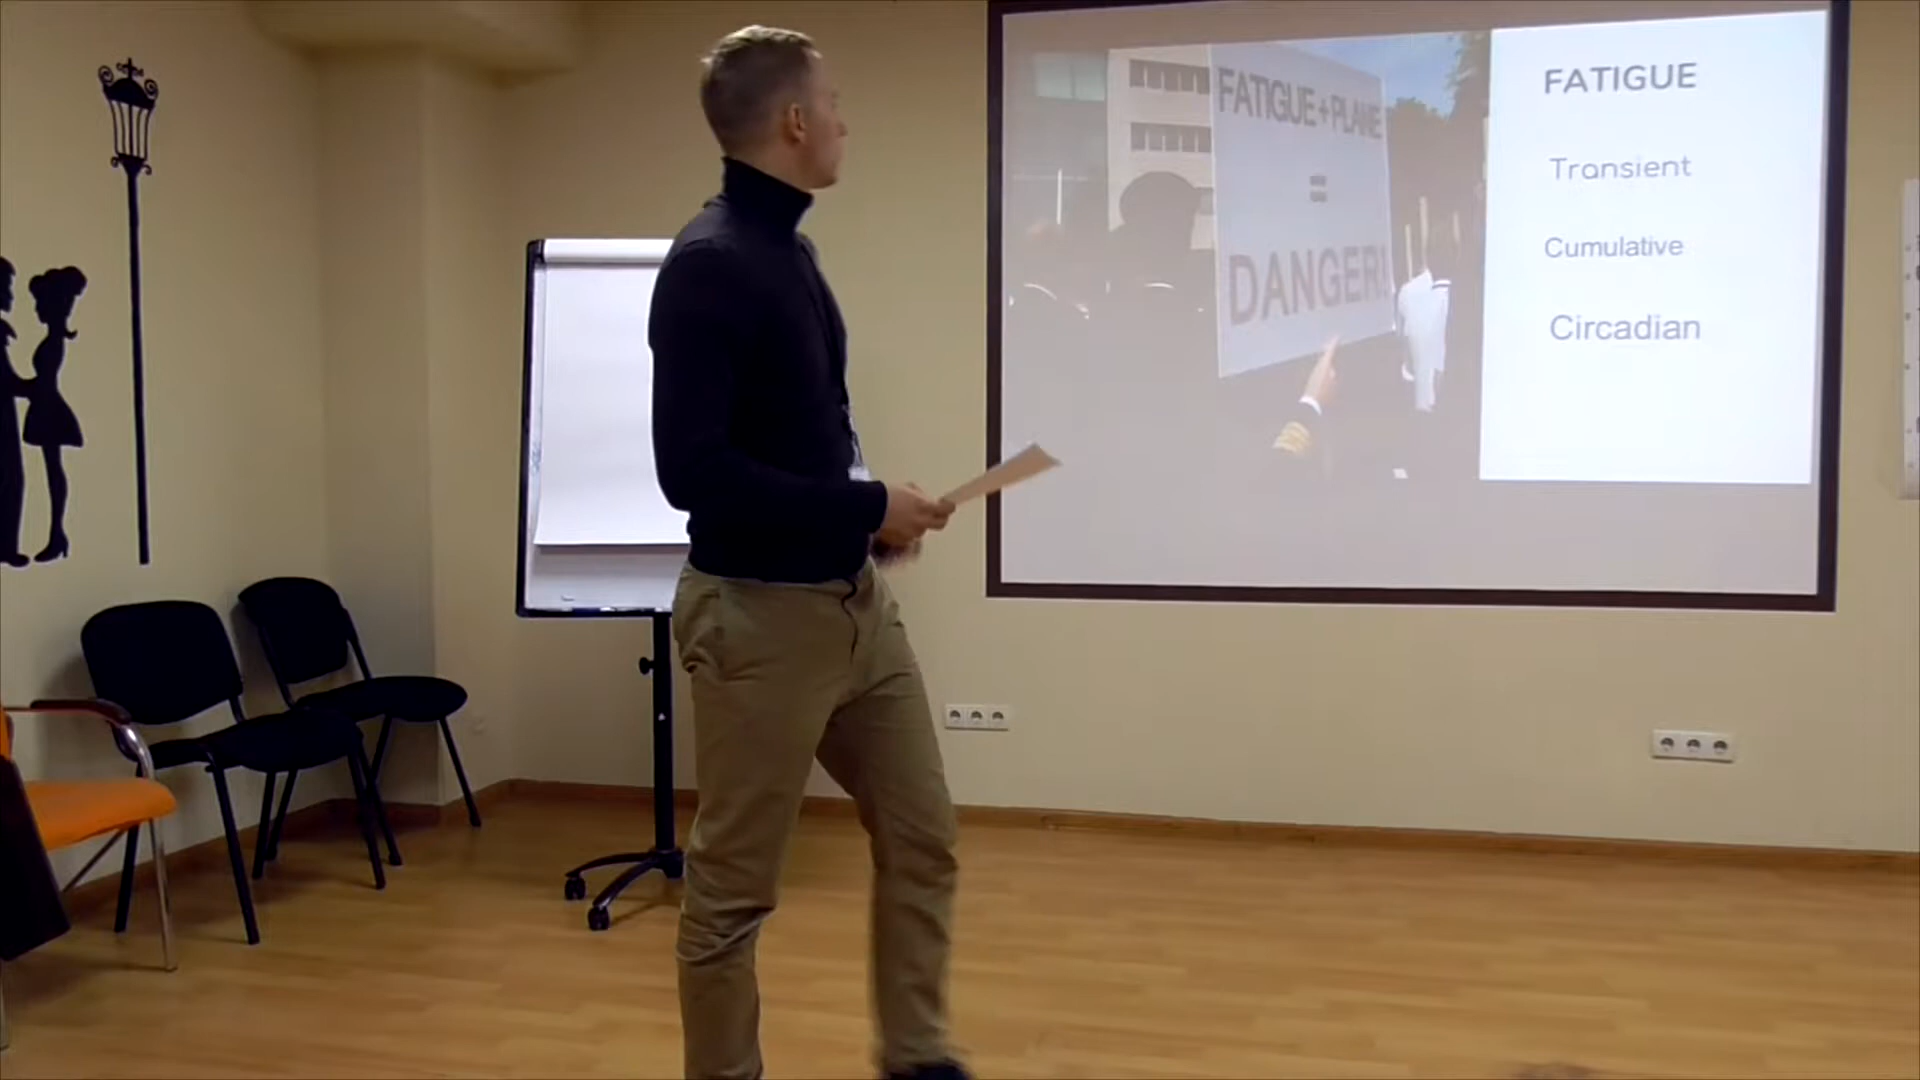 FATIGUE+PLANE
=
DANGER!
FATIGUE
Transient
Cumulative
Circadian